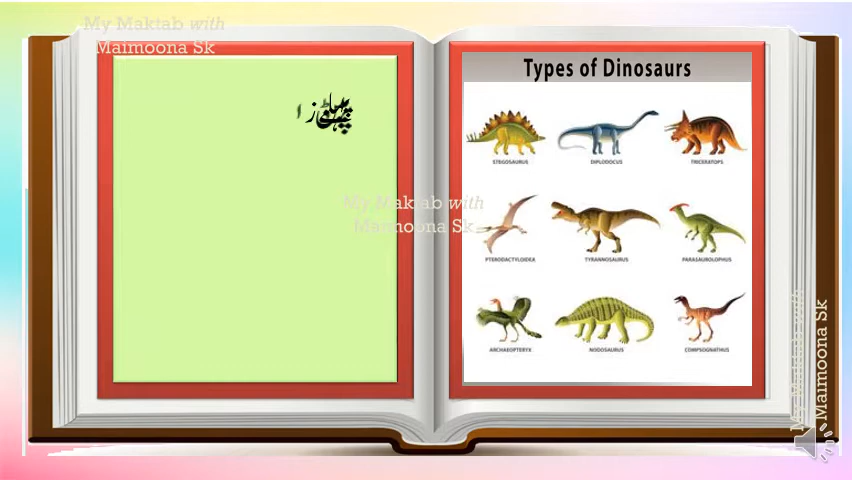 My Maktab with
Maimoona Sk
Types of Dinosaurs
STEGOSAURUS
DIPLODOCUS
TRICERATOPS
My Maktab with
Maimoona Sk
PTERODACTYLOIDEA
TYRANNOSAURUS
PARASAUROLOPHUS
ARCHAEOPTERYX
NODOSAURUS
COMPSOGNATHUS
My Maktab with
Maimoona Sk